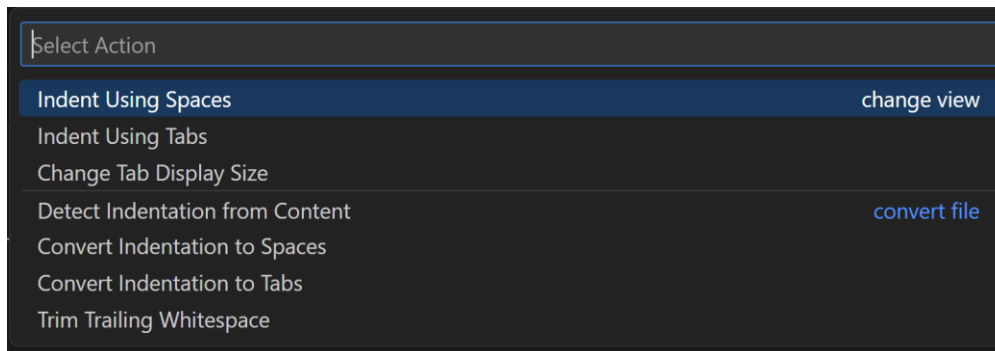 Select Action
Indent Using Spaces change view
Indent Using Tabs
Change Tab Display Size
Detect Indentation from Content convert file
Convert Indentation to Spaces
Convert Indentation to Tabs
Trim Trailing Whitespace